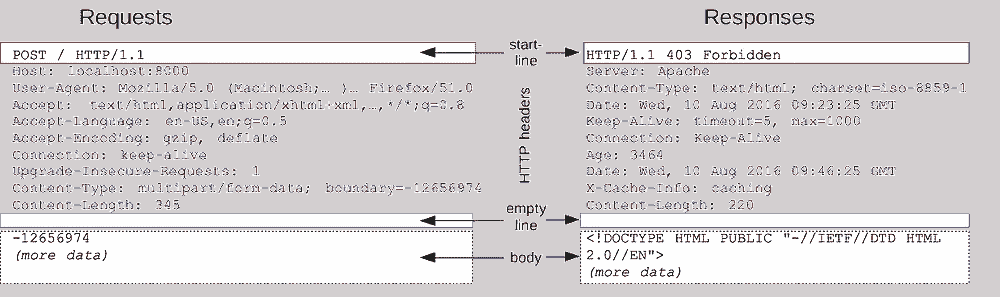 Requests
POST / HTTP/1.1
Host: localhost:8000
User-Agent: Mozilla/5.0 (Macintosh;… )… Firefox/51.0
Accept: text/html,application/xhtml+xml,…,*/*;q=0.8
Accept-Language: en-US,en;q=0.5
Accept-Encoding: gzip, deflate
Connection: keep-alive
Upgrade-Insecure-Requests: 1
Content-Type: multipart/form-data; boundary=-12656974
Content-Length: 345
-12656974
(more data)
start-
line
HTTP headers
empty
line
body
Responses
HTTP/1.1 403 Forbidden
Server: Apache
Content-Type: text/html; charset=iso-8859-1
Date: Wed, 10 Aug 2016 09:23:25 GMT
Keep-Alive: timeout=5, max=1000
Connection: Keep-Alive
Age: 3464
Date: Wed, 10 Aug 2016 09:46:25 GMT
X-Cache-Info: caching
Content-Length: 220
<!DOCTYPE HTML PUBLIC "-//IETF//DTD HTML
2.0//EN">
(more data)